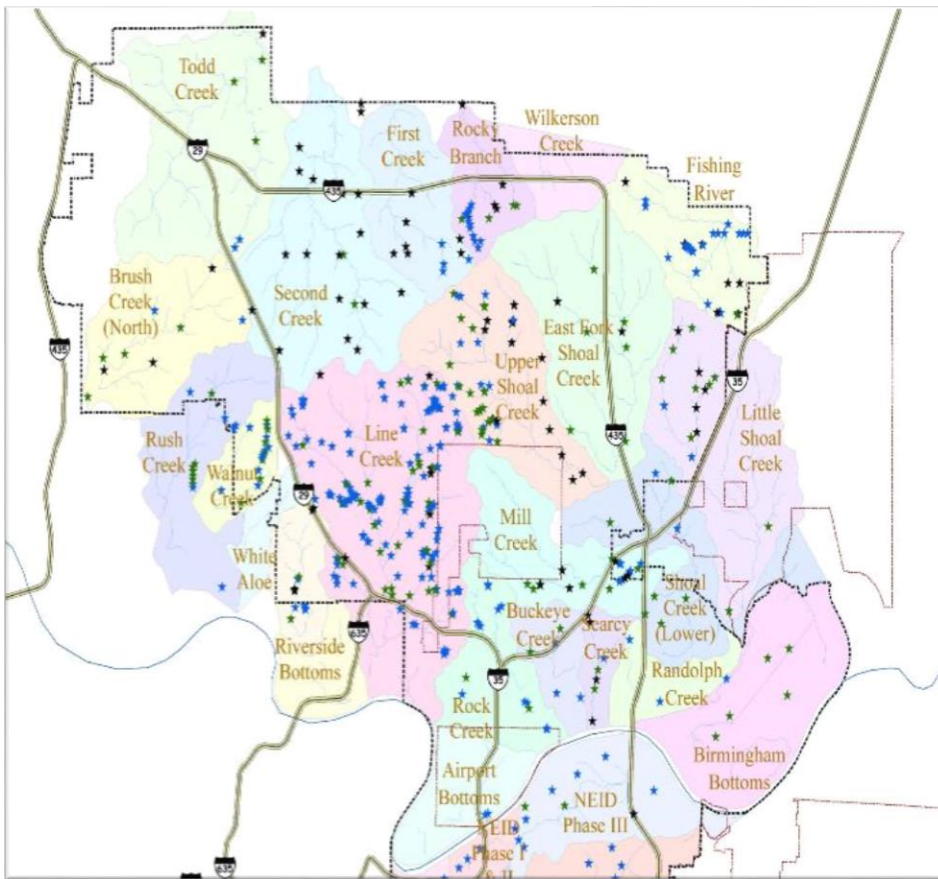 Todd
Creek
29
435
First
Creek
Rocky
Branch
Wilkerson
Creek
Fishing
River
Brush
Creek
(North)
Second
Creek
435
Upper
Shoal
Creek
East Fork
Shoal
Creek
35
Little
Shoal
Creek
435
Rush
Creek
Walnut
Creek
Line
Creek
29
White
Aloe
Mill
Creek
Buckeye
Creek
Searcy
Creek
Shoal
Creek
(Lower)
635
Riverside
Bottoms
35
Rock
Creek
Randolph
Creek
Airport
Bottoms
Birmingham
Bottoms
NEID
Phase III
EID
Phase I
& II
635